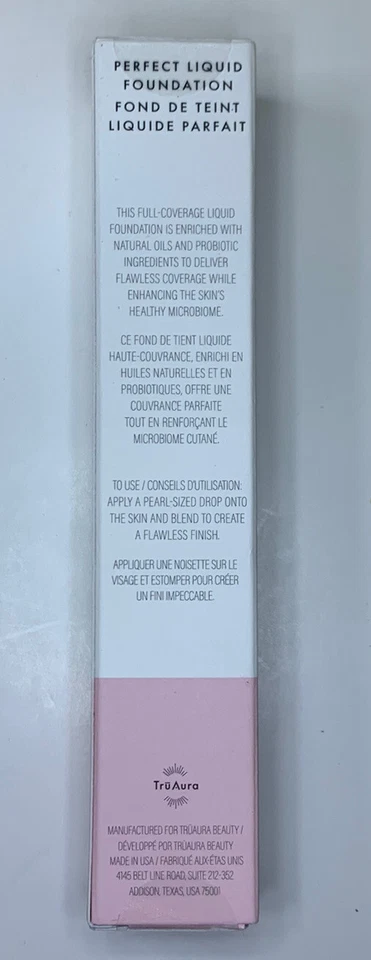 PERFECT LIQUID
FOUNDATION
FOND DE TEINT
LIQUIDE PARFAIT
THIS FULL-COVERAGE LIQUID
FOUNDATION IS ENRICHED WITH
NATURAL OILS AND PROBIOTIC
INGREDIENTS TO DELIVER
FLAWLESS COVERAGE WHILE
ENHANCING THE SKIN'S
HEALTHY MICROBIOME.
CE FOND DE TIENT LIQUIDE
HAUTE-COUVRANCE, ENRICHI EN
HUILES NATURELLES ET EN
PROBIOTIQUES, OFFRE UNE
COUVRANCE PARFAITE
TOUT EN RENFORÇANT LE
MICROBIOME CUTANÉ.
TO USE / CONSEILS D'UTILISATION:
APPLY A PEARL-SIZED DROP ONTO
THE SKIN AND BLEND TO CREATE
A FLAWLESS FINISH.
APPLIQUER UNE NOISETTE SUR LE
VISAGE ET ESTOMPER POUR CRÉER
UN FINI IMPECCABLE.
TrūAura
MANUFACTURED FOR TRŪAURA BEAUTY /
DÉVELOPPÉ POR TRŪAURA BEAUTY
MADE IN USA / FABRIQUÉ AUX-ÉTAS UNIS
4145 BELT LINE ROAD, SUITE 212-352
ADDISON, TEXAS, USA 75001